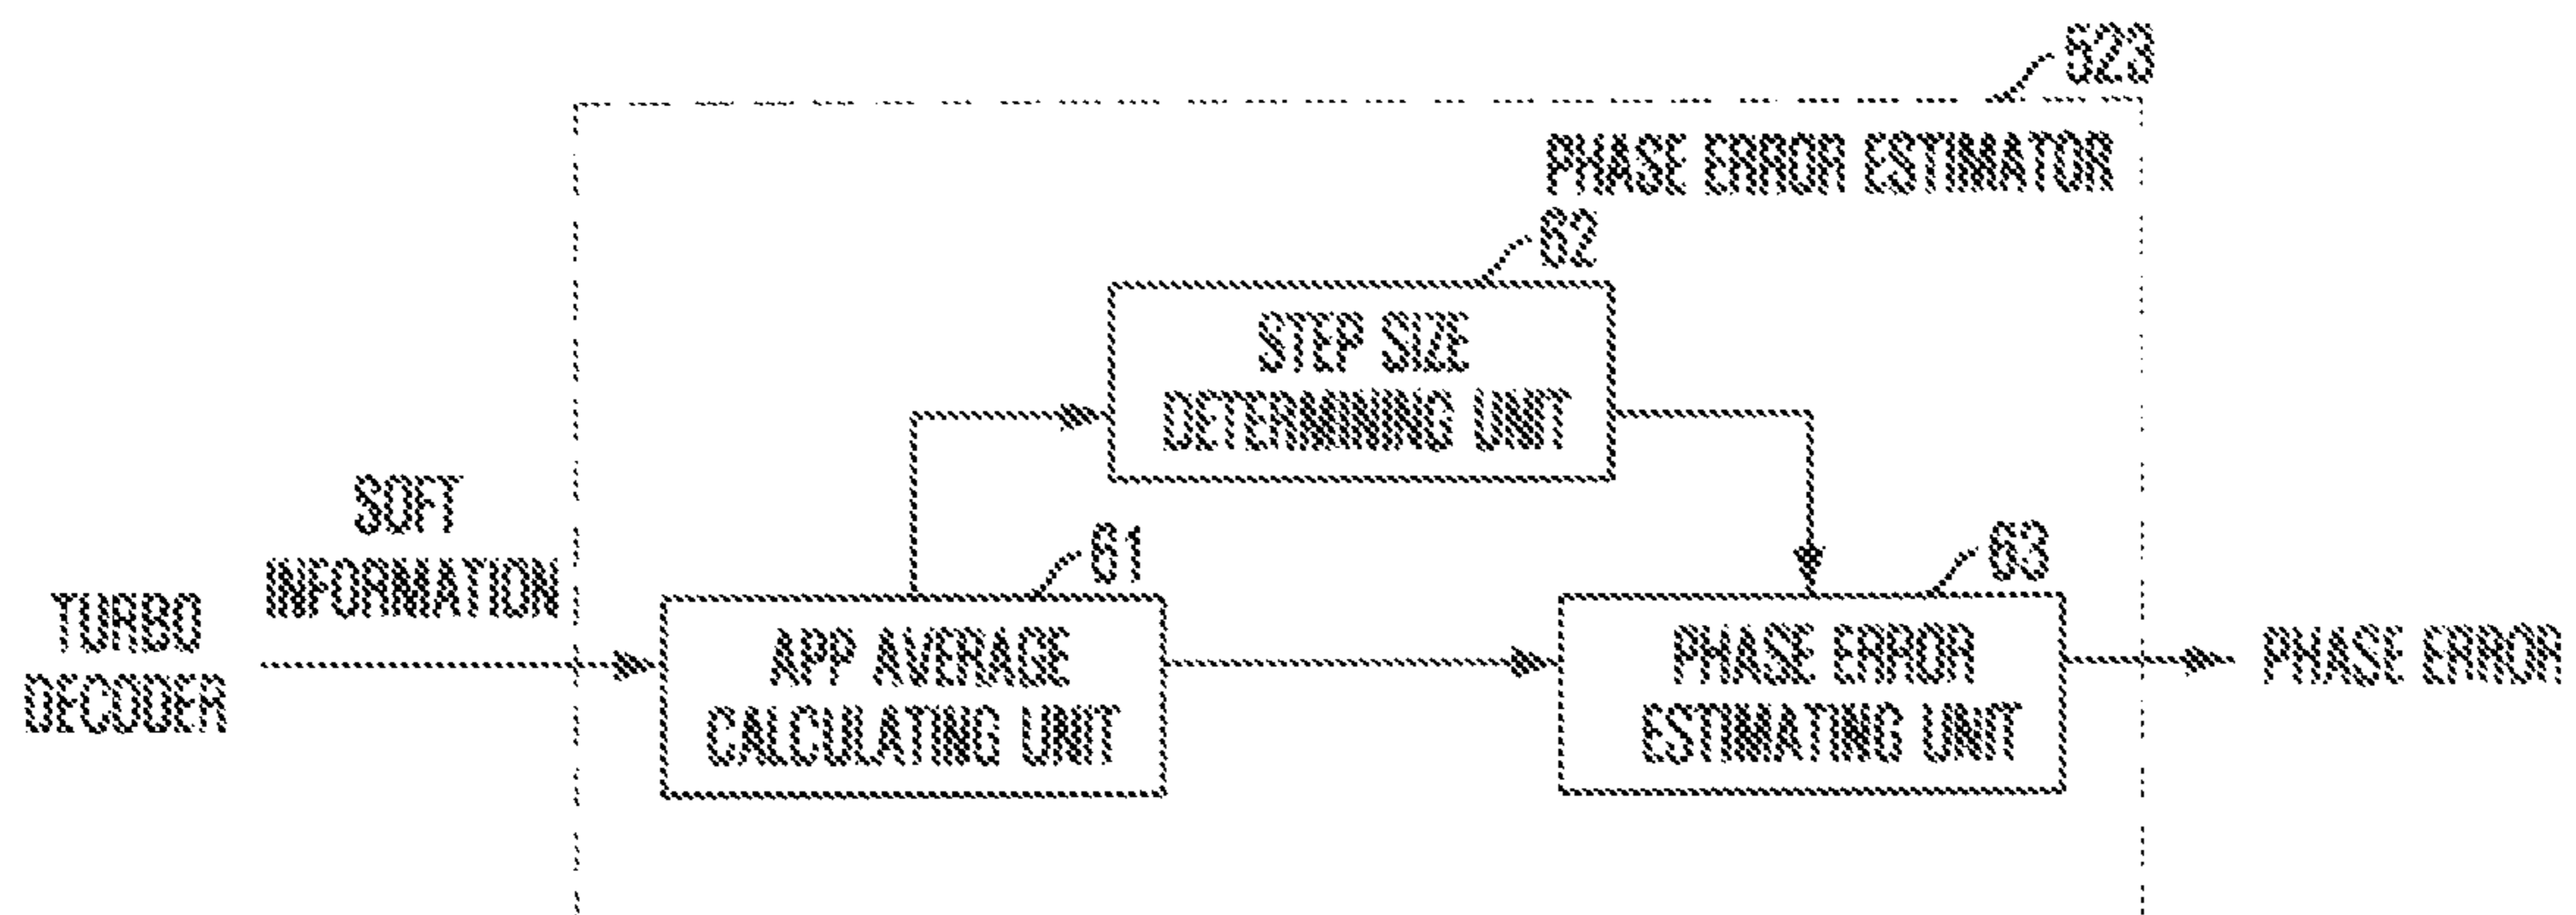 523
PHASE ERROR ESTIMATOR
62
STEP SIZE
DETERMINING UNIT
SOFT
INFORMATION
TURBO
DECODER
61
APP AVERAGE
CALCULATING UNIT
63
PHASE ERROR
ESTIMATING UNIT
PHASE ERROR